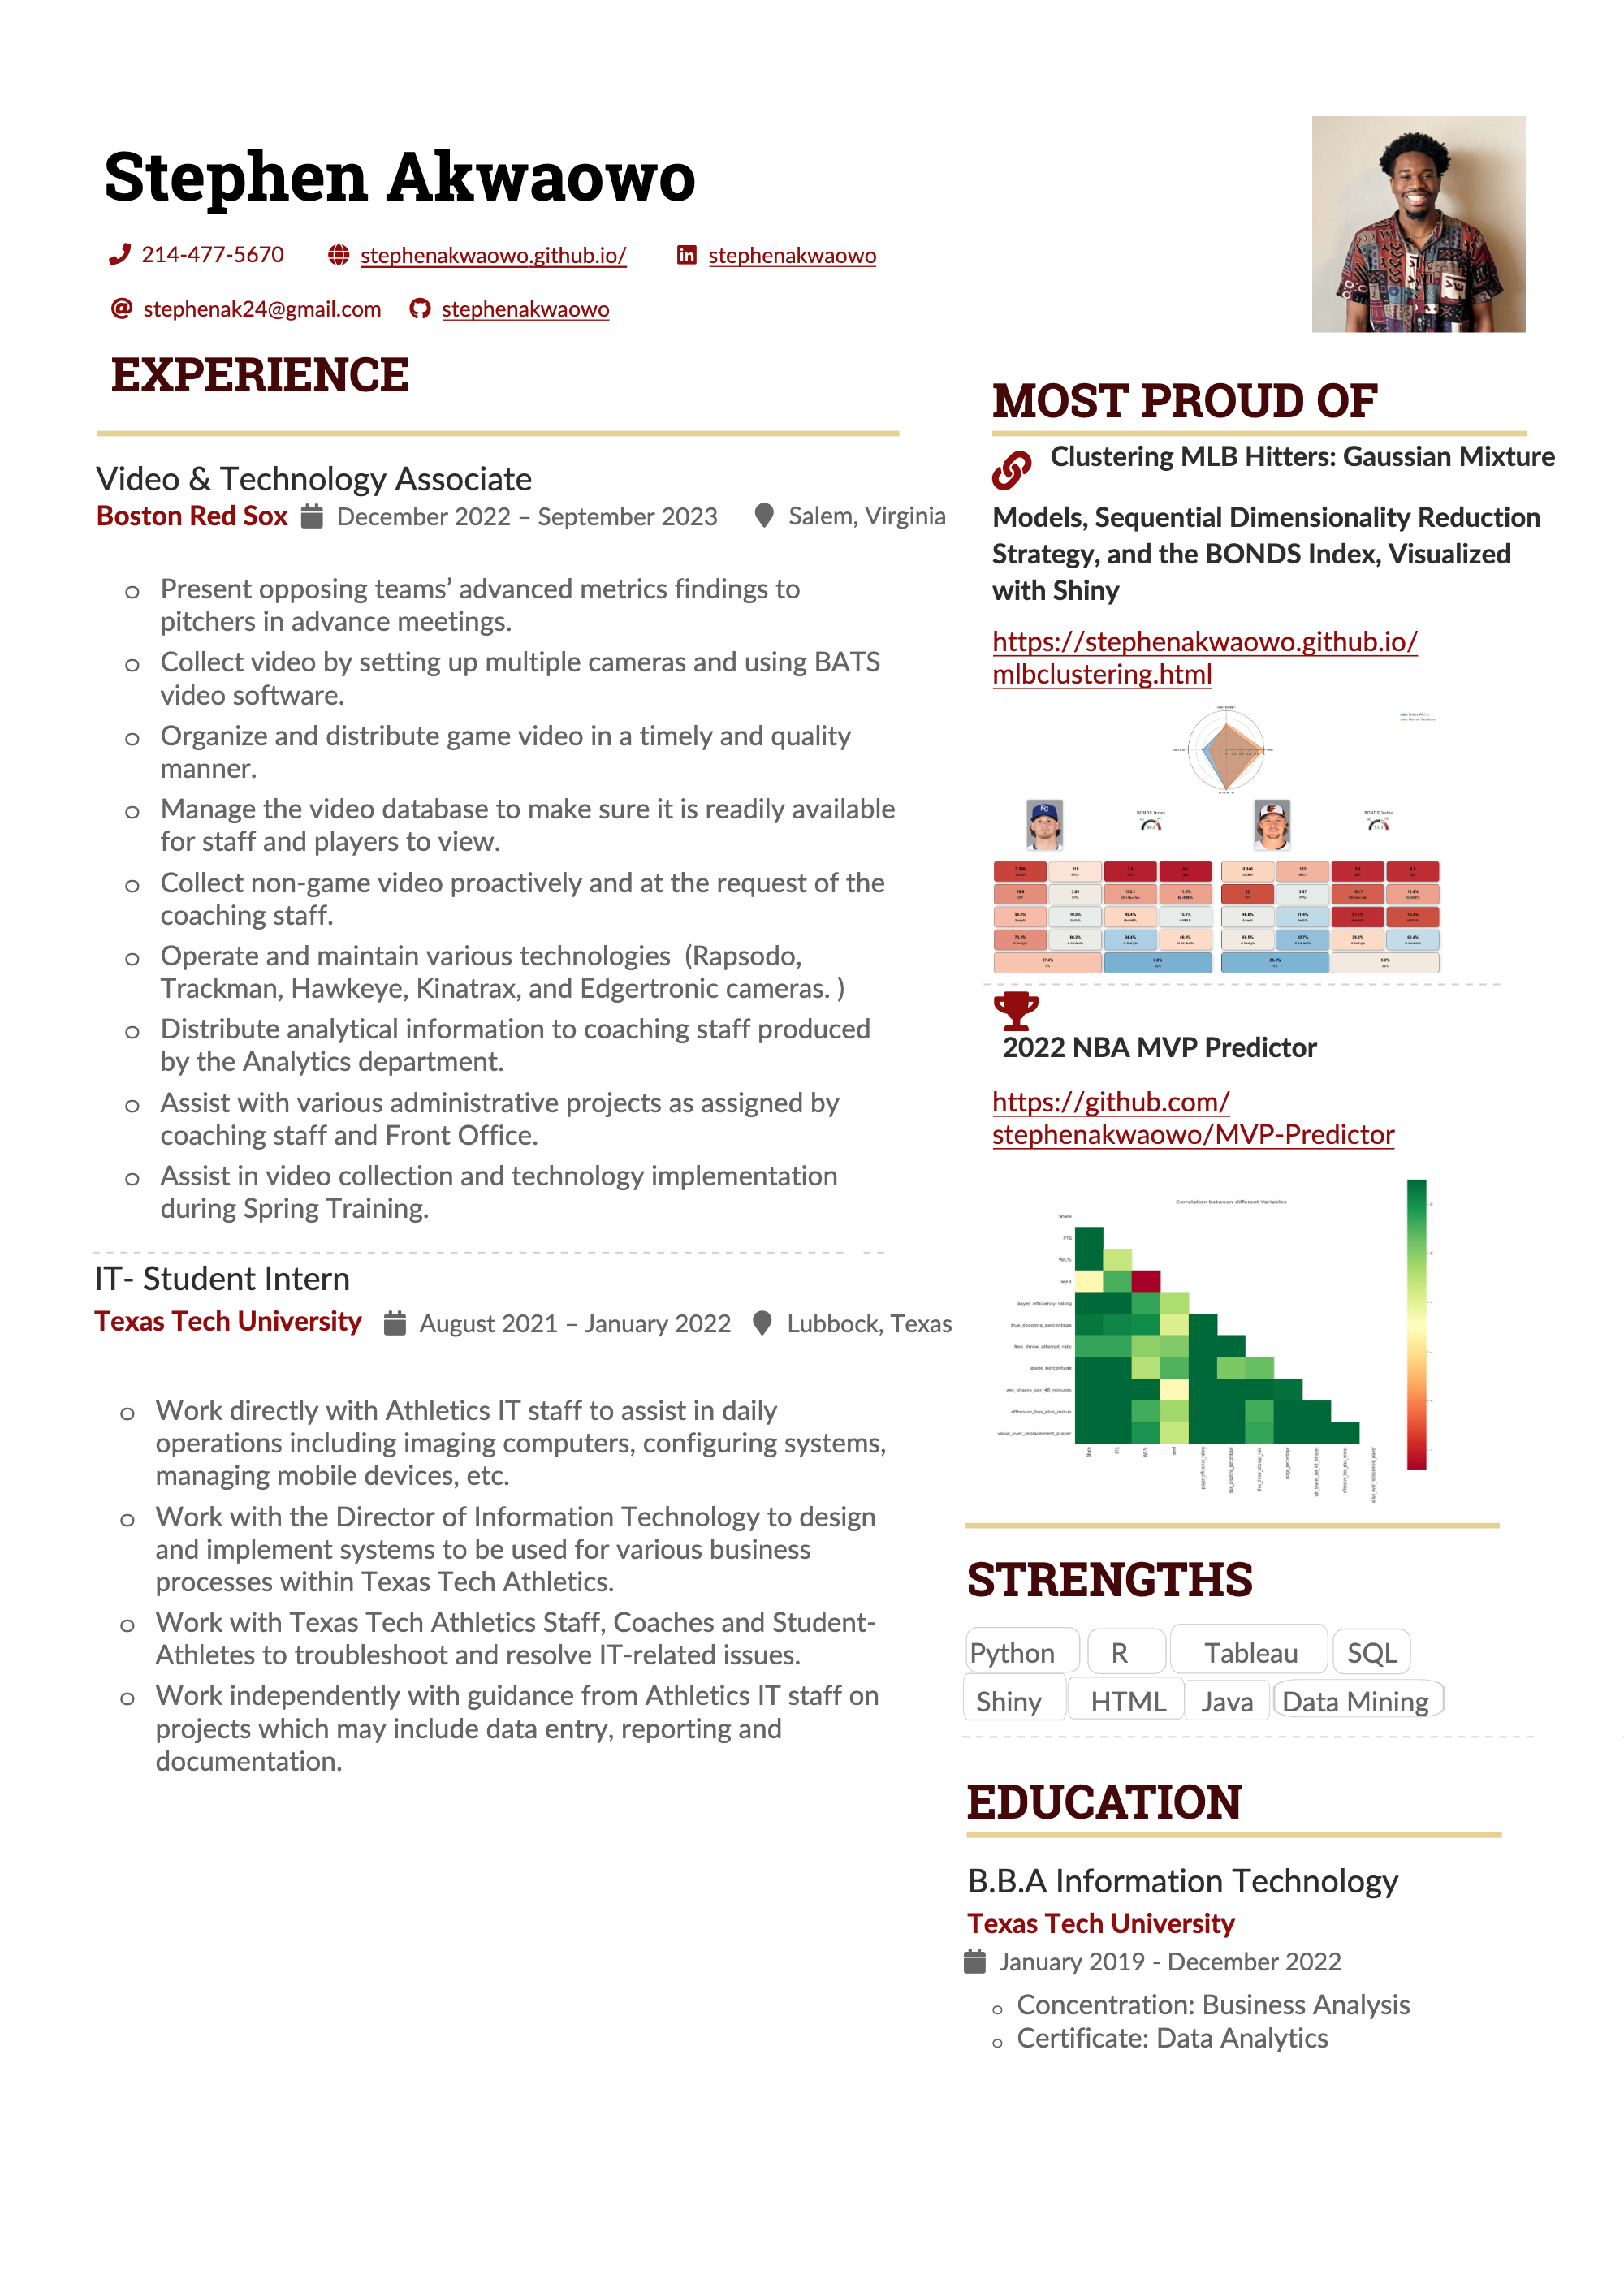 Stephen Akwaowo
214-477-5670 stephenakwaowo.github.io/ stephenakwaowo
stephenak24@gmail.com stephenakwaowo
EXPERIENCE
Video & Technology Associate
Boston Red Sox December 2022 – September 2023 Salem, Virginia
o Present opposing teams’ advanced metrics findings to
pitchers in advance meetings.
o Collect video by setting up multiple cameras and using BATS
video software.
o Organize and distribute game video in a timely and quality
manner.
o Manage the video database to make sure it is readily available
for staff and players to view.
o Collect non-game video proactively and at the request of the
coaching staff.
o Operate and maintain various technologies (Rapsodo,
Trackman, Hawkeye, Kinatrax, and Edgertronic cameras. )
o Distribute analytical information to coaching staff produced
by the Analytics department.
o Assist with various administrative projects as assigned by
coaching staff and Front Office.
o Assist in video collection and technology implementation
during Spring Training.
IT- Student Intern
Texas Tech University August 2021 – January 2022 Lubbock, Texas
o Work directly with Athletics IT staff to assist in daily
operations including imaging computers, configuring systems,
managing mobile devices, etc.
o Work with the Director of Information Technology to design
and implement systems to be used for various business
processes within Texas Tech Athletics.
o Work with Texas Tech Athletics Staff, Coaches and Student-
Athletes to troubleshoot and resolve IT-related issues.
o Work independently with guidance from Athletics IT staff on
projects which may include data entry, reporting and
documentation.
MOST PROUD OF
Clustering MLB Hitters: Gaussian Mixture
Models, Sequential Dimensionality Reduction
Strategy, and the BONDS Index, Visualized
with Shiny
https://stephenakwaowo.github.io/
mlbclustering.html
BONDS Index BONDS Index
2022 NBA MVP Predictor
https://github.com/
stephenakwaowo/MVP-Predictor
Correlation between different Variables
Share
PTS
W/L%
seed
player_efficiency_rating
true_shooting_percentage
free_throw_attempt_rate
usage_percentage
win_shares_per_48_minutes
offensive_box_plus_minus
value_over_replacement_player
STRENGTHS
Python R Tableau SQL
Shiny HTML Java Data Mining
EDUCATION
B.B.A Information Technology
Texas Tech University
January 2019 - December 2022
o Concentration: Business Analysis
o Certificate: Data Analytics